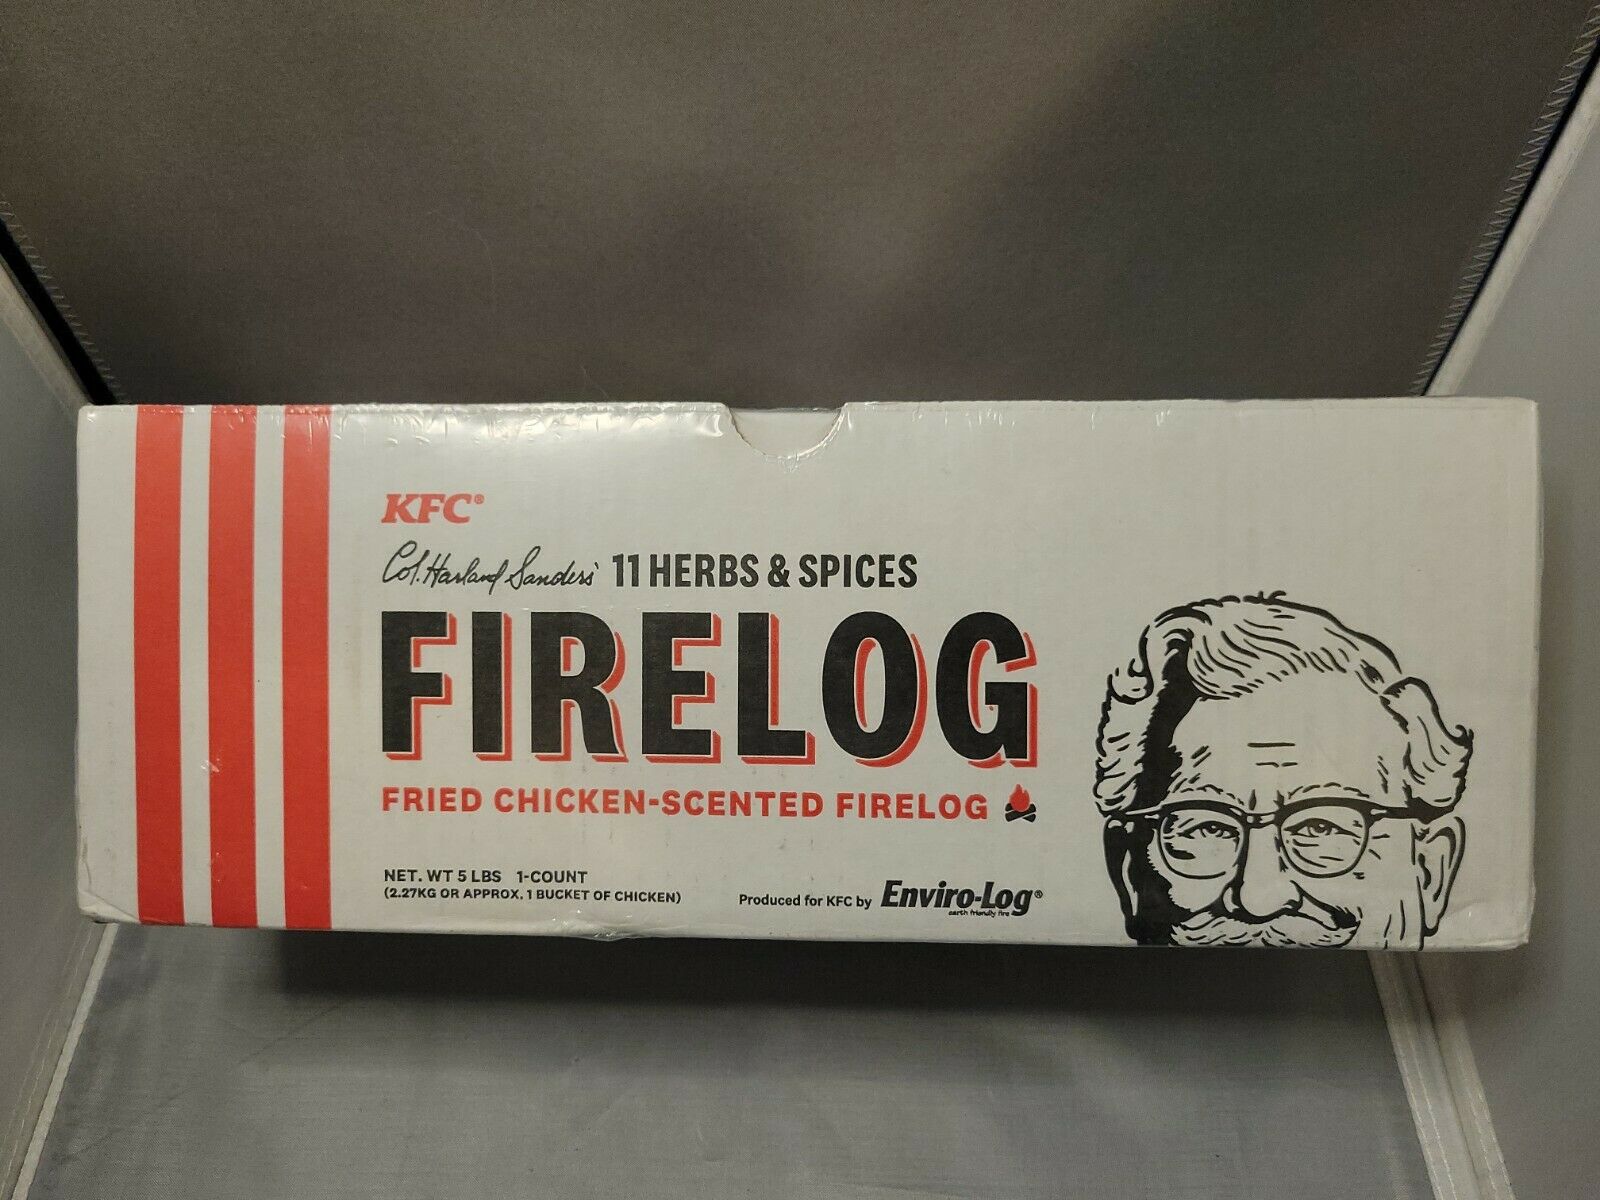 KFC®
Col. Harland Sanders' 11 HERBS & SPICES
FIRELOG
FRIED CHICKEN-SCENTED FIRELOG
NET. WT 5 LBS 1-COUNT
(2.27KG OR APPROX. 1 BUCKET OF CHICKEN)
Produced for KFC by Enviro-Log®
earth friendly fire